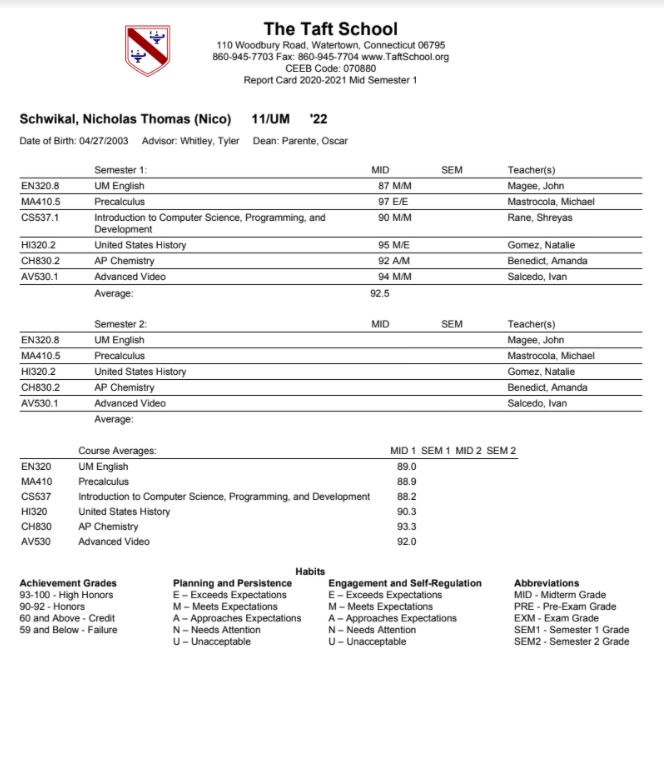 The Taft School
110 Woodbury Road, Watertown, Connecticut 06795
860-945-7703 Fax: 860-945-7704 www.TaftSchool.org
CEEB Code: 070880
Report Card 2020-2021 Mid Semester 1
Schwikal, Nicholas Thomas (Nico) 11/UM '22
Date of Birth: 04/27/2003 Advisor: Whitley, Tyler Dean: Parente, Oscar
Semester 1: MID SEM Teacher(s)
EN320.8 UM English 87 M/M Magee, John
MA410.5 Precalculus 97 E/E Mastrocola, Michael
CS537.1 Introduction to Computer Science, Programming, and 90 M/M Rane, Shreyas
Development
HI320.2 United States History 95 M/E Gomez, Natalie
CH830.2 AP Chemistry 92 A/M Benedict, Amanda
AV530.1 Advanced Video 94 M/M Salcedo, Ivan
Average: 92.5
Semester 2: MID SEM Teacher(s)
EN320.8 UM English Magee, John
MA410.5 Precalculus Mastrocola, Michael
HI320.2 United States History Gomez, Natalie
CH830.2 AP Chemistry Benedict, Amanda
AV530.1 Advanced Video Salcedo, Ivan
Average:
Course Averages: MID 1 SEM 1 MID 2 SEM 2
EN320 UM English 89.0
MA410 Precalculus 88.9
CS537 Introduction to Computer Science, Programming, and Development 88.2
HI320 United States History 90.3
CH830 AP Chemistry 93.3
AV530 Advanced Video 92.0
Habits
Achievement Grades Planning and Persistence Engagement and Self-Regulation Abbreviations
93-100 - High Honors E – Exceeds Expectations E – Exceeds Expectations MID - Midterm Grade
90-92 - Honors M – Meets Expectations M – Meets Expectations PRE - Pre-Exam Grade
60 and Above - Credit A – Approaches Expectations A – Approaches Expectations EXM - Exam Grade
59 and Below - Failure N – Needs Attention N – Needs Attention SEM1 - Semester 1 Grade
U – Unacceptable U – Unacceptable SEM2 - Semester 2 Grade